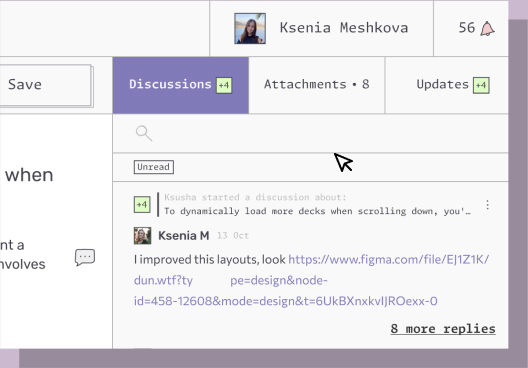 Ksenia Meshkova
56
Save
Discussions +4
Attachments • 8
Updates +4
when
Unread
+4
Ksusha started a discussion about:
To dynamically load more decks when scrolling down, you'...
Ksenia M 13 Oct
nt a
nvolves
I improved this layouts, look https://www.figma.com/file/EJ1Z1K/
dun.wtf?ty pe=design&node-
id=458-12608&mode=design&t=6UkBXnxkvIJROexx-0
8 more replies